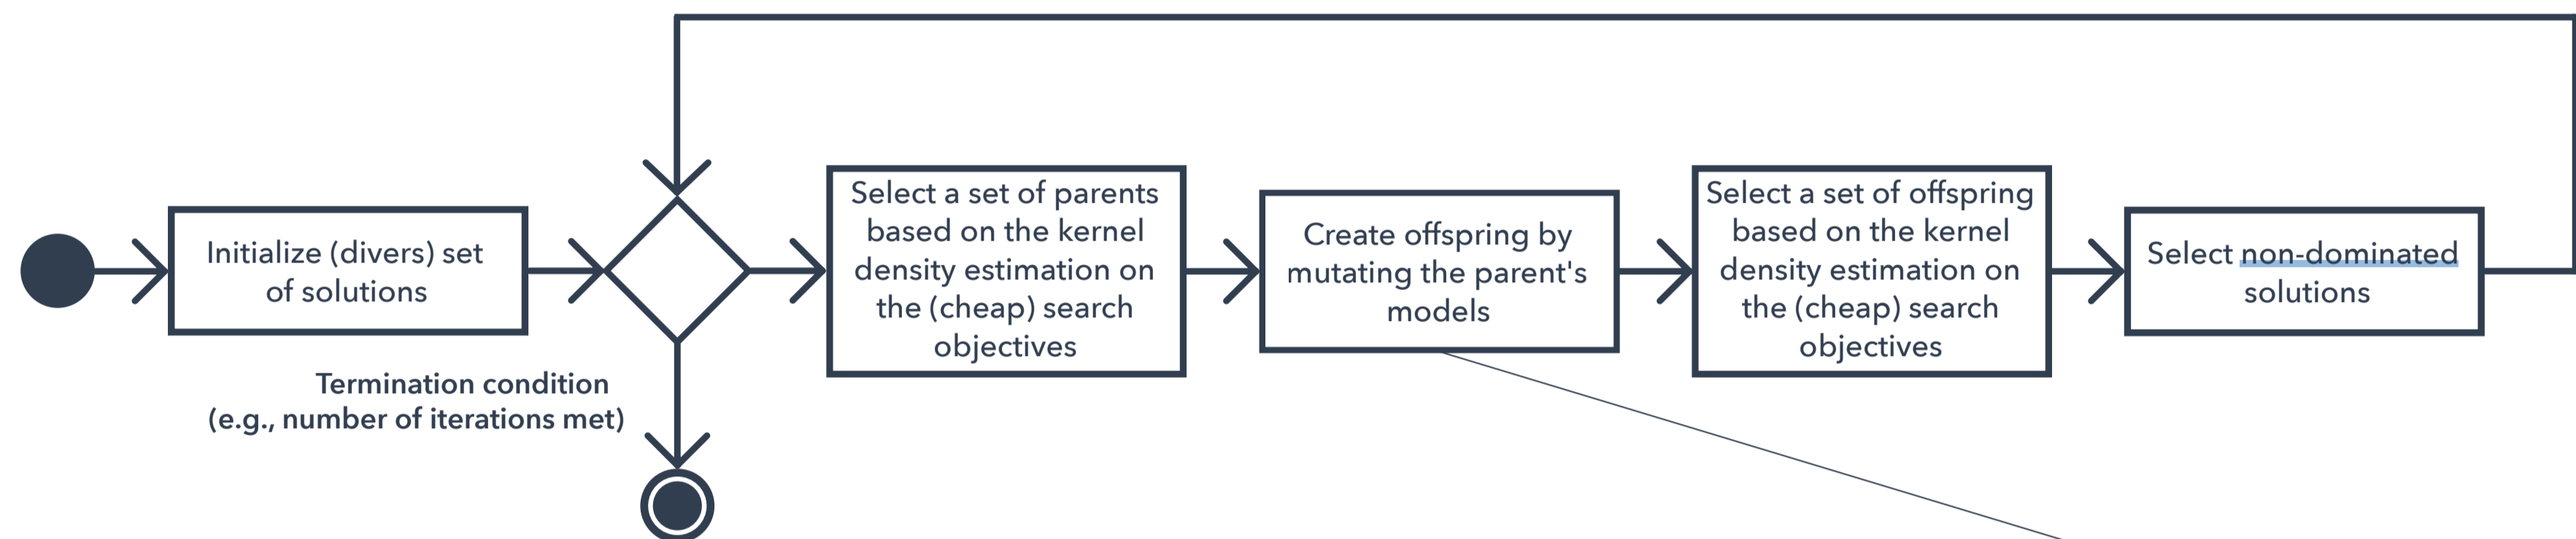 Initialize (divers) set
of solutions
Termination condition
(e.g., number of iterations met)
Select a set of parents
based on the kernel
density estimation on
the (cheap) search
objectives
Create offspring by
mutating the parent's
models
Select a set of offspring
based on the kernel
density estimation on
the (cheap) search
objectives
Select non-dominated
solutions